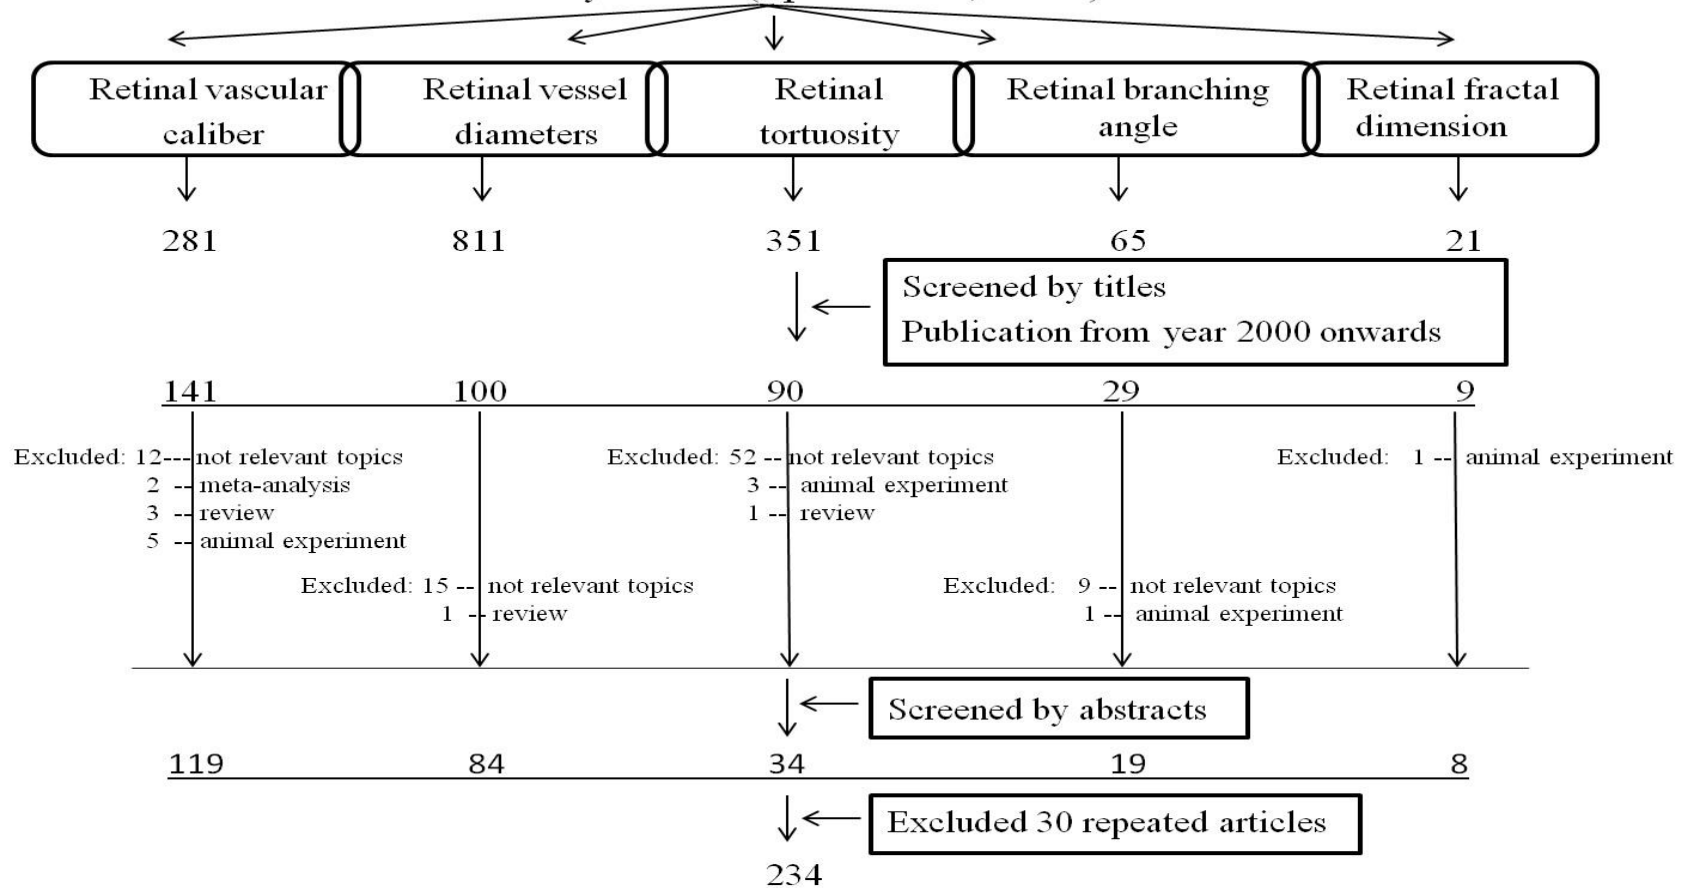 Retinal vascular
caliber
Retinal vessel
diameters
Retinal
tortuosity
Retinal branching
angle
Retinal fractal
dimension
281 811 351 65 21
Screened by titles
Publication from year 2000 onwards
141 100 90 29 9
Excluded: 12--- not relevant topics
2 -- meta-analysis
3 -- review
5 -- animal experiment
Excluded: 15 -- not relevant topics
1 -- review
Excluded: 52 -- not relevant topics
3 -- animal experiment
1 -- review
Excluded: 9 -- not relevant topics
1 -- animal experiment
Excluded: 1 -- animal experiment
Screened by abstracts
119 84 34 19 8
Excluded 30 repeated articles
234